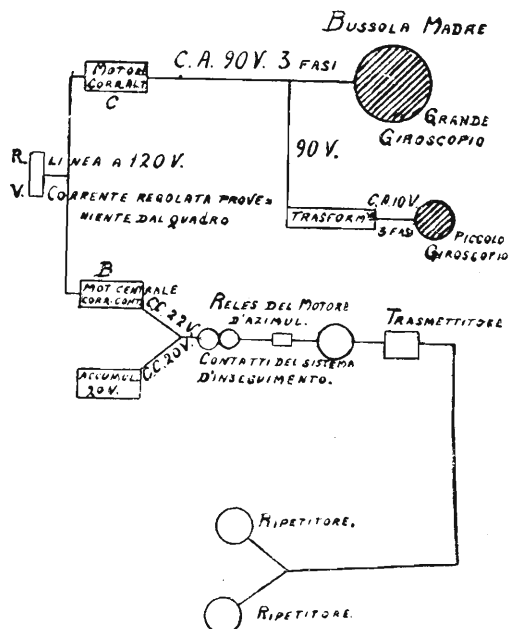 BUSSOLA MADRE
C.A. 90 V. 3 FASI
MOTORE
CORR.ALT
C
GRANDE
GIROSCOPIO
R.
LINEA A 120 V.
90 V.
V.
CORRENTE REGOLATA PROVE=
NIENTE DAL QUADRO
C.A. 10 V.
TRASFORM
3 FASI
PICCOLO
GIROSCOPIO
B
MOT CENTRALE
CORR.CONT.
C.C. 22 V.
RELES DEL MOTORE
D'AZIMUL.
TRASMETTITORE
C.C. 20 V.
CONTATTI DEL SISTEMA
D'INSEGUIMENTO.
ACCUMUL
20 V.
RIPETITORE.
RIPETITORE.